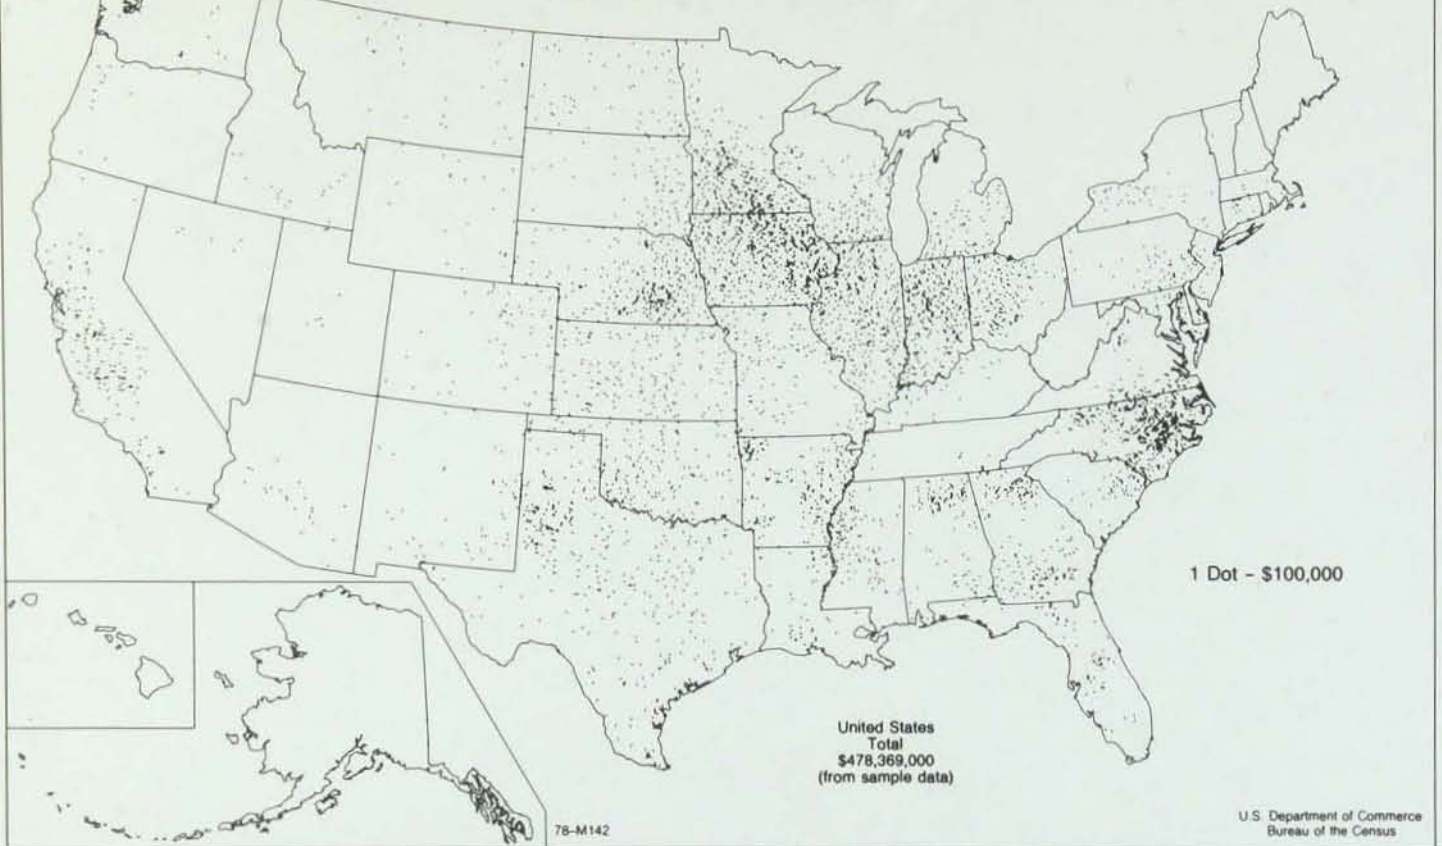 1 Dot - $100,000
United States
Total
$478,369,000
(from sample data)
78-M142
U.S. Department of Commerce
Bureau of the Census